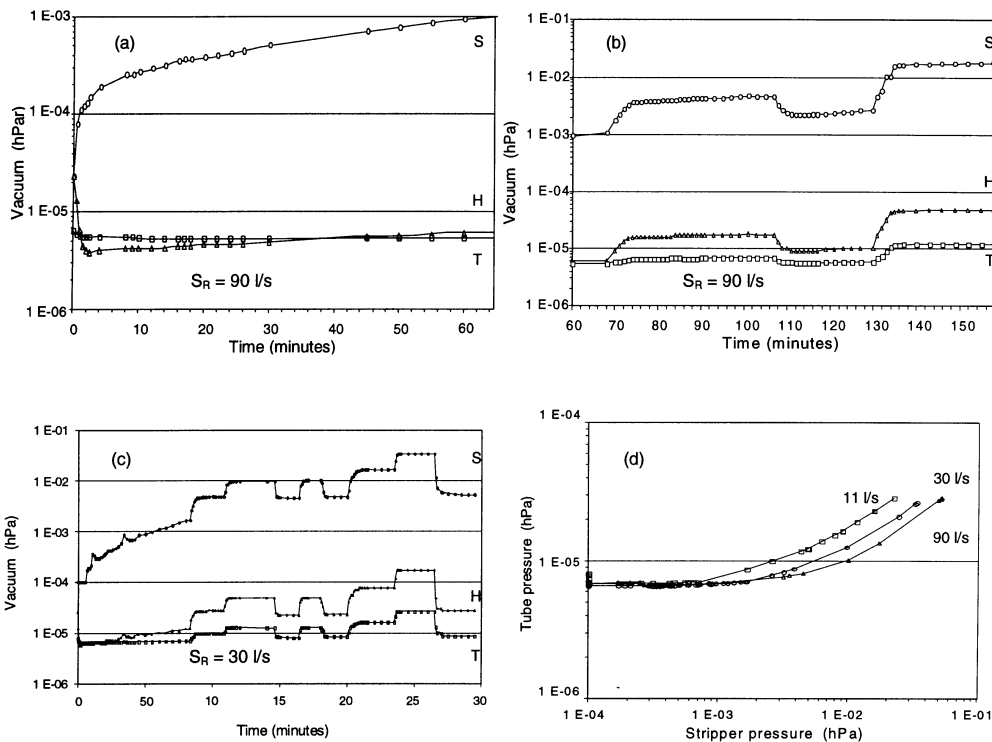 1 E-03
(a)
S
1 E-04
Vacuum (hPar)
H
1 E-05
T
S_R = 90 l/s
1 E-06
0 10 20 30 40 50 60
Time (minutes)
1 E-01
(b)
S
1 E-02
Vacuum (hPa)
1 E-03
H
1 E-04
1 E-05
T
S_R = 90 l/s
1 E-06
60 70 80 90 100 110 120 130 140 150
Time (minutes)
1 E-01
(c)
S
1 E-02
Vacuum (hPa)
1 E-03
1 E-04
H
1 E-05
T
S_R = 30 l/s
1 E-06
0 50 10 15 20 25 30
Time (minutes)
1 E-04
(d)
30 l/s
11 l/s
90 l/s
Tube pressure (hPa)
1 E-05
1 E-06
1 E-04 1 E-03 1 E-02 1 E-01
Stripper pressure (hPa)